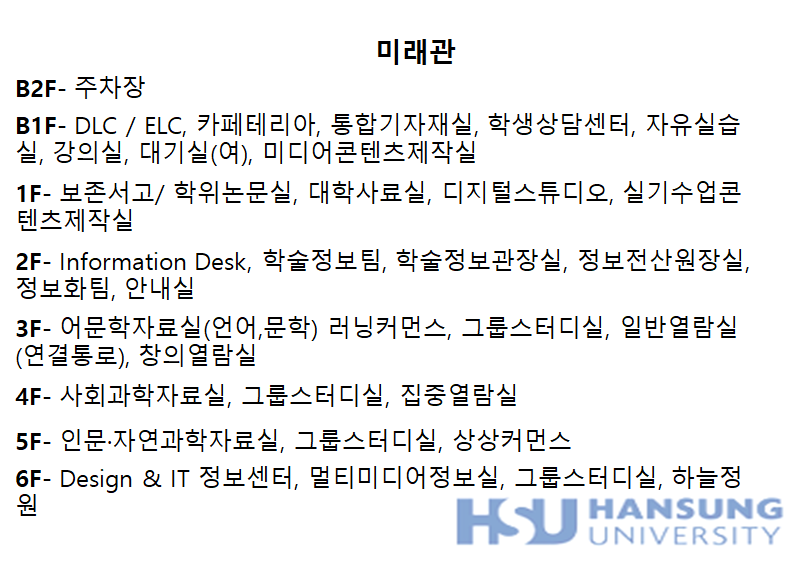 미래관
B2F- 주차장
B1F- DLC / ELC, 카페테리아, 통합기자재실, 학생상담센터, 자유실습
실, 강의실, 대기실(여), 미디어콘텐츠제작실
1F- 보존서고/ 학위논문실, 대학사료실, 디지털스튜디오, 실기수업콘
텐츠제작실
2F- Information Desk, 학술정보팀, 학술정보관장실, 정보전산원장실,
정보화팀, 안내실
3F- 어문학자료실(언어,문학) 러닝커먼스, 그룹스터디실, 일반열람실
(연결통로), 창의열람실
4F- 사회과학자료실, 그룹스터디실, 집중열람실
5F- 인문·자연과학자료실, 그룹스터디실, 상상커먼스
6F- Design & IT 정보센터, 멀티미디어정보실, 그룹스터디실, 하늘정
원
HSU HANSUNG
UNIVERSITY